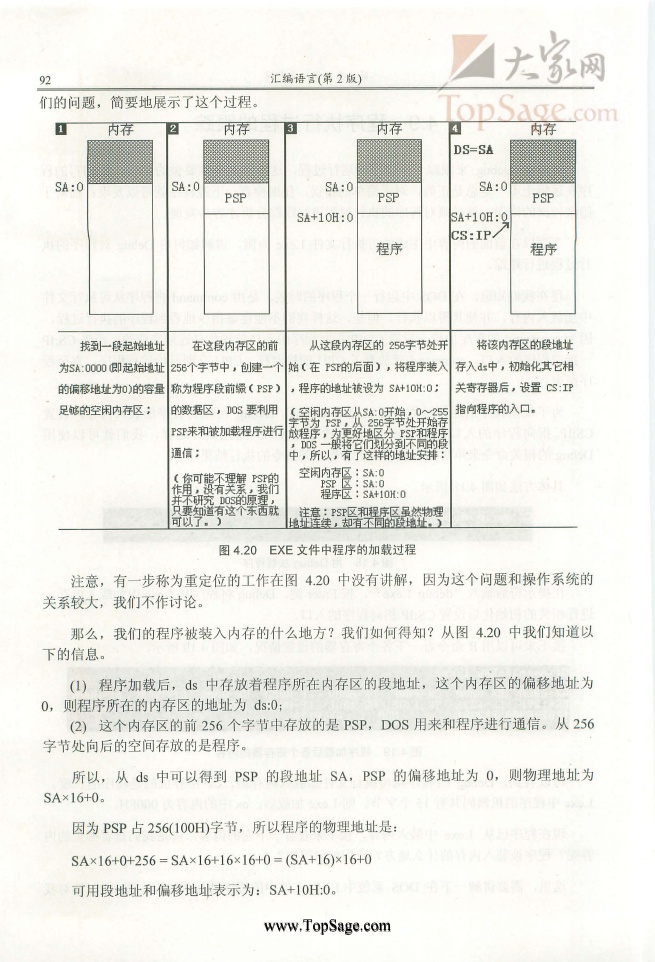 大家网
TopSage.com
92
汇编语言(第 2 版)
们的问题，简要地展示了这个过程。
1 内存
SA:0
2 内存
SA:0
PSP
3 内存
SA:0
PSP
SA+10H:0
程序
4 内存
DS=SA
SA:0
PSP
SA+10H:0
CS:IP
程序
找到一段起始地址
为SA:0000(即起始地址
的偏移地址为0)的容量
足够的空闲内存区；
在这段内存区的前
256个字节中，创建一个
称为程序段前缀（PSP）
的数据区，DOS 要利用
PSP来和被加载程序进行
通信；
（你可能不理解 PSP的
作用，没有关系，我们
并不研究 DOS的原理，
只要知道有这个东西就
可以了。）
从这段内存区的 256字节处开
始（在 PSP的后面），将程序装入
，程序的地址被设为 SA+10H:0；
（空闲内存区从SA:0开始，0～255
字节为 PSP，从 256字节处开始存
放程序，为更好地区分 PSP和程序
，DOS 一般将它们划分到不同的段
中，所以，有了这样的地址安排：
空闲内存区：SA:0
PSP 区：SA:0
程序区：SA+10H:0
注意：PSP区和程序区虽然物理
地址连续，却有不同的段地址。）
将该内存区的段地址
存入ds中，初始化其它相
关寄存器后，设置 CS:IP
指向程序的入口。
图 4.20 EXE 文件中程序的加载过程
注意，有一步称为重定位的工作在图 4.20 中没有讲解，因为这个问题和操作系统的
关系较大，我们不作讨论。
那么，我们的程序被装入内存的什么地方？我们如何得知？从图 4.20 中我们知道以
下的信息。
(1) 程序加载后，ds 中存放着程序所在内存区的段地址，这个内存区的偏移地址为
0，则程序所在的内存区的地址为 ds:0；
(2) 这个内存区的前 256 个字节中存放的是 PSP，DOS 用来和程序进行通信。从 256
字节处向后的空间存放的是程序。
所以，从 ds 中可以得到 PSP 的段地址 SA，PSP 的偏移地址为 0，则物理地址为
SA×16+0。
因为 PSP 占 256(100H)字节，所以程序的物理地址是：
SA×16+0+256 = SA×16+16×16+0 = (SA+16)×16+0
可用段地址和偏移地址表示为：SA+10H:0。
www.TopSage.com